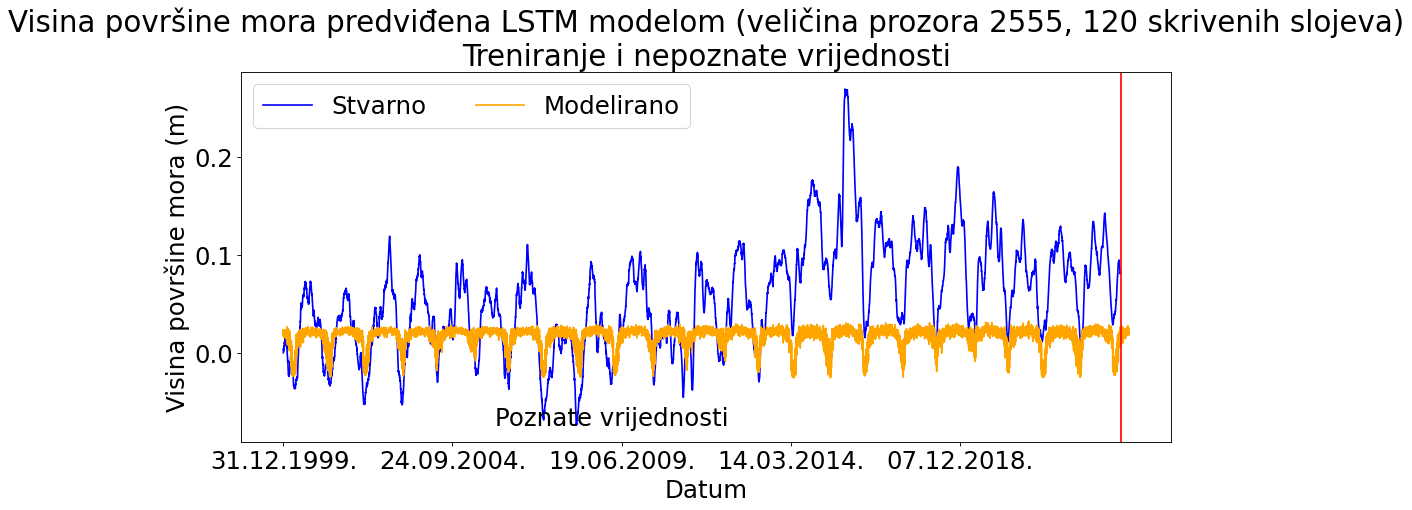 Visina površine mora predviđena LSTM modelom (veličina prozora 2555, 120 skrivenih slojeva)
Treniranje i nepoznate vrijednosti
Stvarno
Modelirano
Visina površine mora (m)
0.2
0.1
0.0
Poznate vrijednosti
31.12.1999.
24.09.2004.
19.06.2009.
14.03.2014.
07.12.2018.
Datum